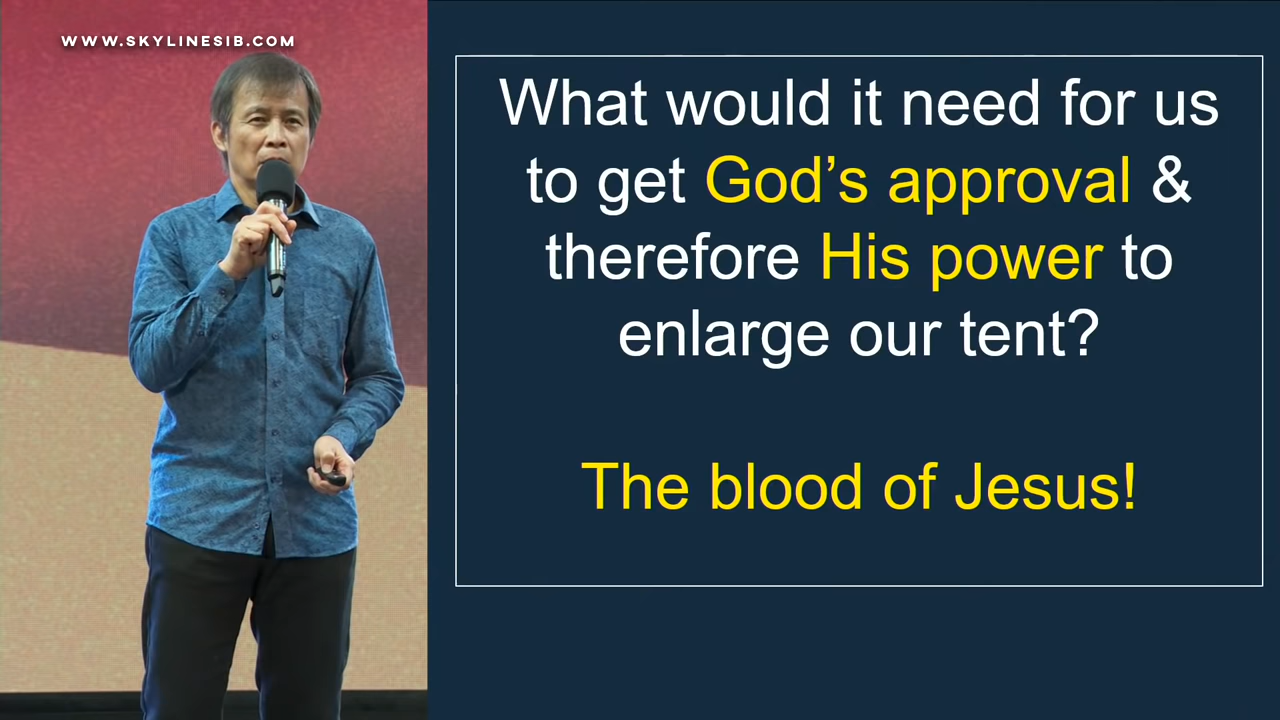 WWW.SKYLINESIB.COM
What would it need for us
to get God’s approval &
therefore His power to
enlarge our tent?
The blood of Jesus!